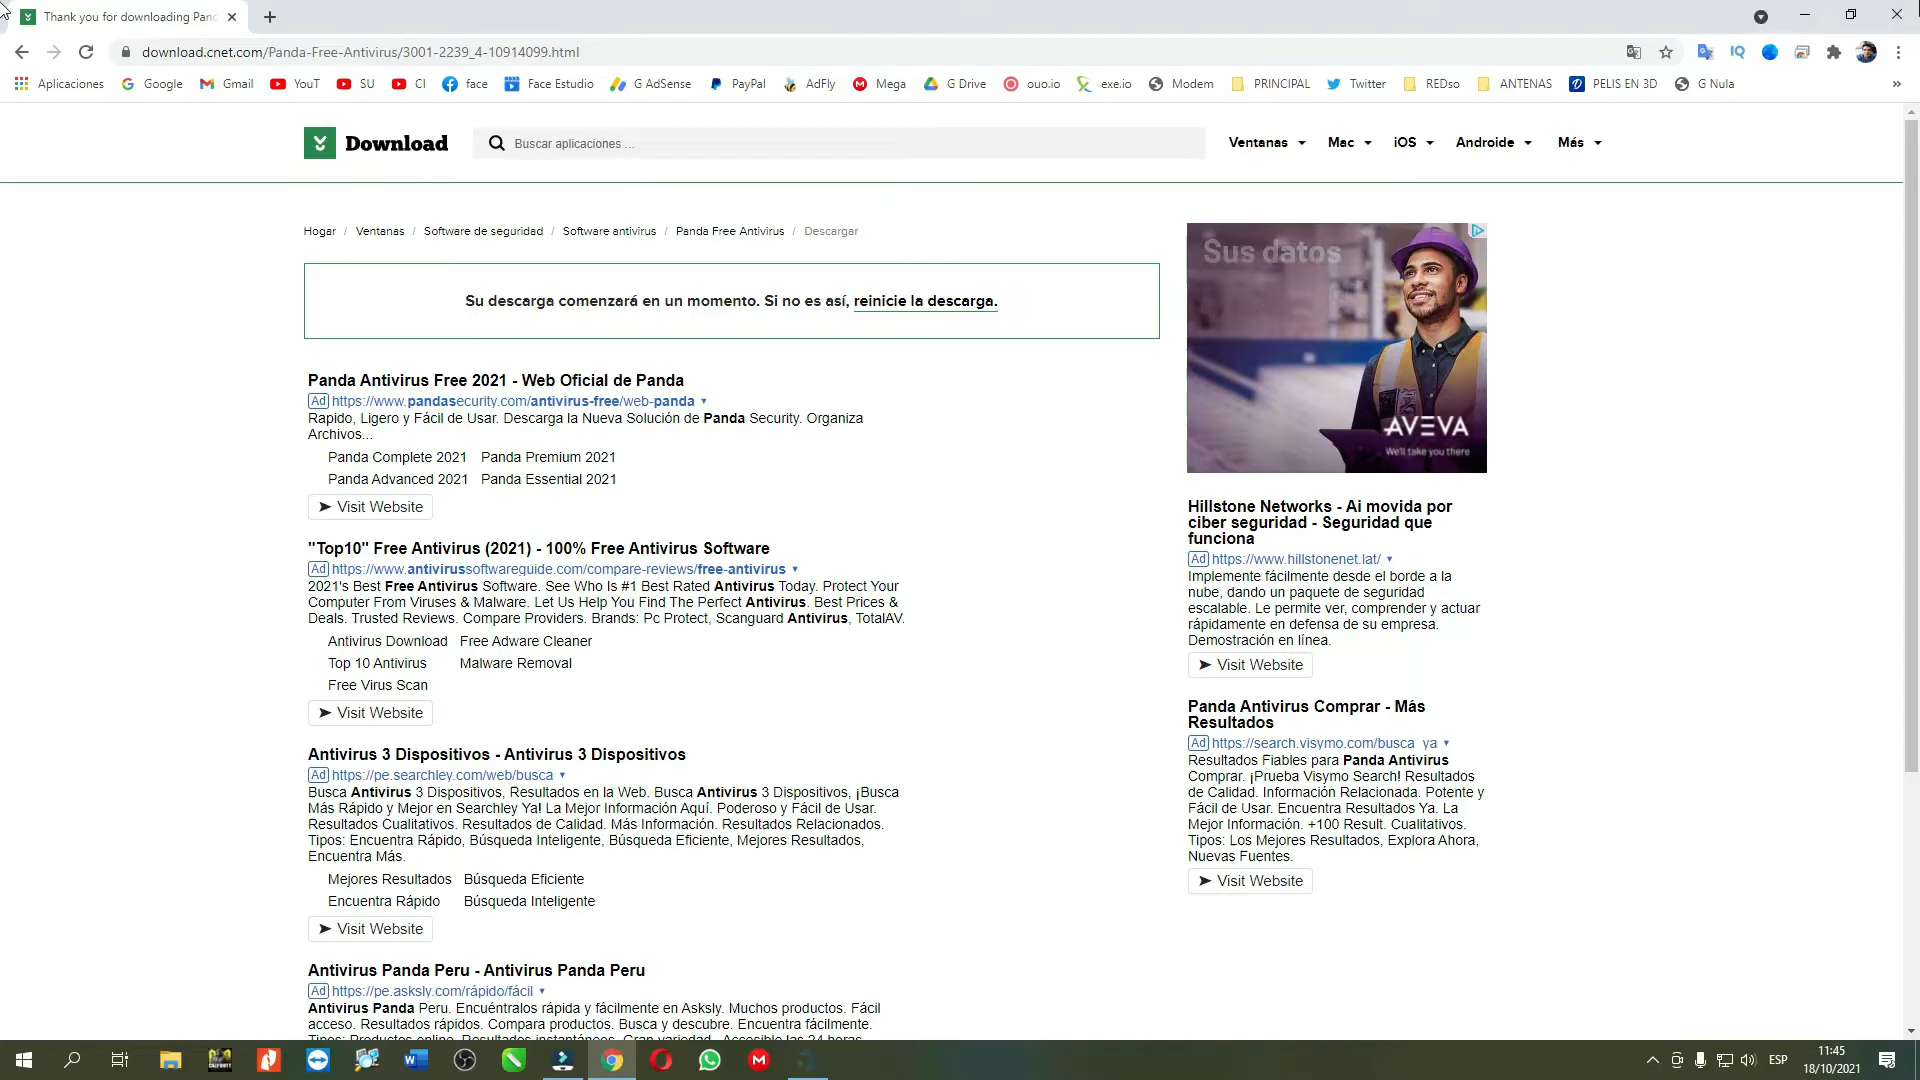 Thank you for downloading Pand
download.cnet.com/Panda-Free-Antivirus/3001-2239_4-10914099.html
Aplicaciones Google Gmail YouT SU CI face Face Estudio G AdSense PayPal AdFly Mega G Drive ouo.io exe.io Modem PRINCIPAL Twitter REDso ANTENAS PELIS EN 3D G Nula »
Download Buscar aplicaciones ... Ventanas Mac iOS Androide Más
Hogar / Ventanas / Software de seguridad / Software antivirus / Panda Free Antivirus / Descargar
Su descarga comenzará en un momento. Si no es así, reinicie la descarga.
Panda Antivirus Free 2021 - Web Oficial de Panda
Ad https://www.pandasecurity.com/antivirus-free/web-panda
Rapido, Ligero y Fácil de Usar. Descarga la Nueva Solución de Panda Security. Organiza
Archivos...
Panda Complete 2021 Panda Premium 2021
Panda Advanced 2021 Panda Essential 2021
Visit Website
"Top10" Free Antivirus (2021) - 100% Free Antivirus Software
Ad https://www.antivirussoftwareguide.com/compare-reviews/free-antivirus
2021's Best Free Antivirus Software. See Who Is #1 Best Rated Antivirus Today. Protect Your
Computer From Viruses & Malware. Let Us Help You Find The Perfect Antivirus. Best Prices &
Deals. Trusted Reviews. Compare Providers. Brands: Pc Protect, Scanguard Antivirus, TotalAV.
Antivirus Download Free Adware Cleaner
Top 10 Antivirus Malware Removal
Free Virus Scan
Visit Website
Antivirus 3 Dispositivos - Antivirus 3 Dispositivos
Ad https://pe.searchley.com/web/busca
Busca Antivirus 3 Dispositivos, Resultados en la Web. Busca Antivirus 3 Dispositivos, ¡Busca
Más Rápido y Mejor en Searchley Ya! La Mejor Información Aquí. Poderoso y Fácil de Usar.
Resultados Cualitativos. Resultados de Calidad. Más Información. Resultados Relacionados.
Tipos: Encuentra Rápido, Búsqueda Inteligente, Búsqueda Eficiente, Mejores Resultados,
Encuentra Más.
Mejores Resultados Búsqueda Eficiente
Encuentra Rápido Búsqueda Inteligente
Visit Website
Antivirus Panda Peru - Antivirus Panda Peru
Ad https://pe.asksly.com/rápido/fácil
Antivirus Panda Peru. Encuéntralos rápida y fácilmente en Asksly. Muchos productos. Fácil
acceso. Resultados rápidos. Compara productos. Busca y descubre. Encuentra fácilmente.
Tipos: Productos online, Resultados instantáneos, Gran variedad, Accesible las 24 horas
Sus datos
AVEVA
We'll take you there
Hillstone Networks - Ai movida por
ciber seguridad - Seguridad que
funciona
Ad https://www.hillstonenet.lat/
Implemente fácilmente desde el borde a la
nube, dando un paquete de seguridad
escalable. Le permite ver, comprender y actuar
rápidamente en defensa de su empresa.
Demostración en línea.
Visit Website
Panda Antivirus Comprar - Más
Resultados
Ad https://search.visymo.com/busca_ya
Resultados Fiables para Panda Antivirus
Comprar. ¡Prueba Visymo Search! Resultados
de Calidad. Información Relacionada. Potente y
Fácil de Usar. Encuentra Resultados Ya. La
Mejor Información. +100 Result. Cualitativos.
Tipos: Los Mejores Resultados, Explora Ahora,
Nuevas Fuentes.
Visit Website
ESP
11:45
18/10/2021